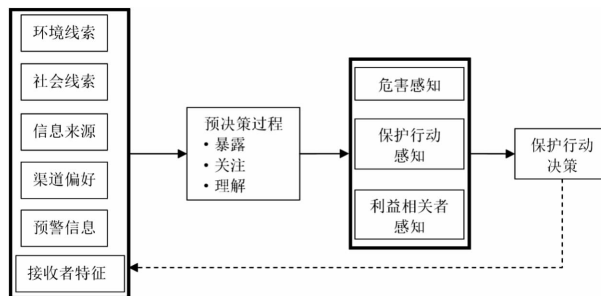 环境线索
社会线索
信息来源
渠道偏好
预警信息
接收者特征
预决策过程
• 暴露
• 关注
• 理解
危害感知
保护行动
感知
利益相关者
感知
保护行动
决策